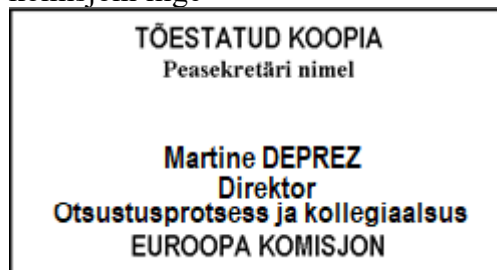 TÕESTATUD KOOPIA
Peasekretäri nimel
Martine DEPREZ
Direktor
Otsustusprotsess ja kollegiaalsus
EUROOPA KOMISJON